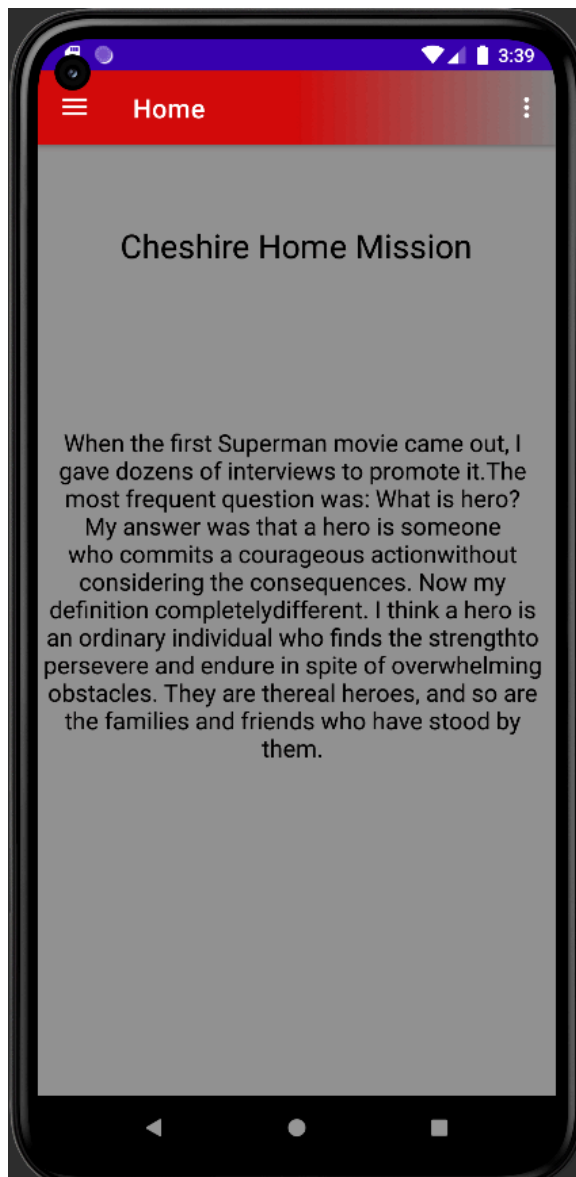 3:39
Home
Cheshire Home Mission
When the first Superman movie came out, I
gave dozens of interviews to promote it.The
most frequent question was: What is hero?
My answer was that a hero is someone
who commits a courageous actionwithout
considering the consequences. Now my
definition completelydifferent. I think a hero is
an ordinary individual who finds the strengthto
persevere and endure in spite of overwhelming
obstacles. They are thereal heroes, and so are
the families and friends who have stood by
them.